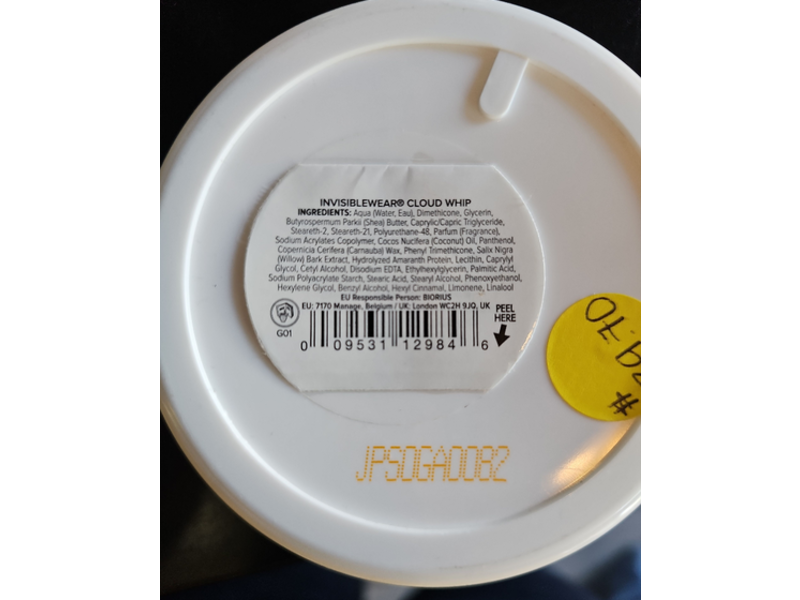 INVISIBLEWEAR® CLOUD WHIP
INGREDIENTS: Aqua (Water, Eau), Dimethicone, Glycerin,
Butyrospermum Parkii (Shea) Butter, Caprylic/Capric Triglyceride,
Steareth-2, Steareth-21, Polyurethane-48, Parfum (Fragrance),
Sodium Acrylates Copolymer, Cocos Nucifera (Coconut) Oil, Panthenol,
Copernicia Cerifera (Carnauba) Wax, Phenyl Trimethicone, Salix Nigra
(Willow) Bark Extract, Hydrolyzed Amaranth Protein, Lecithin, Caprylyl
Glycol, Cetyl Alcohol, Disodium EDTA, Ethylhexylglycerin, Palmitic Acid,
Sodium Polyacrylate Starch, Stearic Acid, Stearyl Alcohol, Phenoxyethanol,
Hexylene Glycol, Benzyl Alcohol, Hexyl Cinnamal, Limonene, Linalool
EU Responsible Person: BIORIUS
EU: 7170 Manage, Belgium / UK: London WC2H 9JQ, UK
PEEL
HERE
G01
0 09531 12984 6
JPSOGA0082
#
9.70